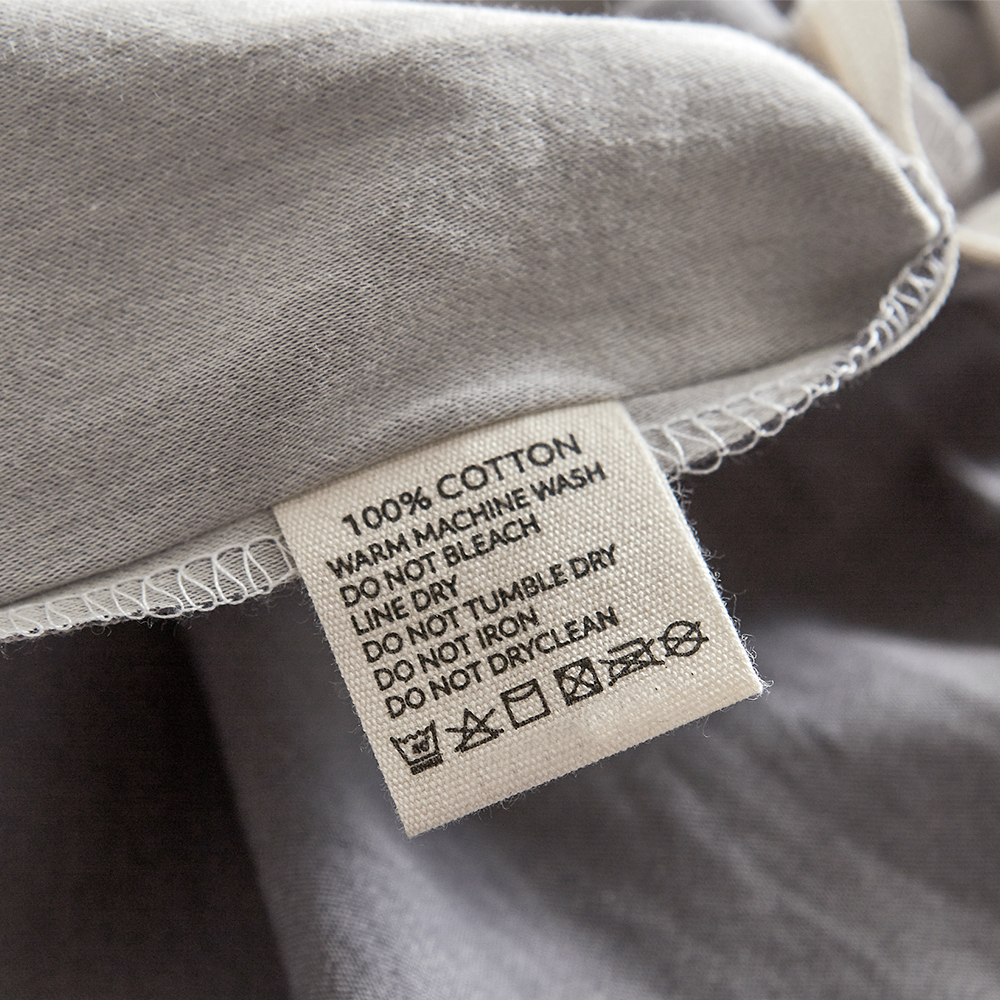 100% COTTON
WARM MACHINE WASH
DO NOT BLEACH
LINE DRY
DO NOT TUMBLE DRY
DO NOT IRON
DO NOT DRYCLEAN
40°